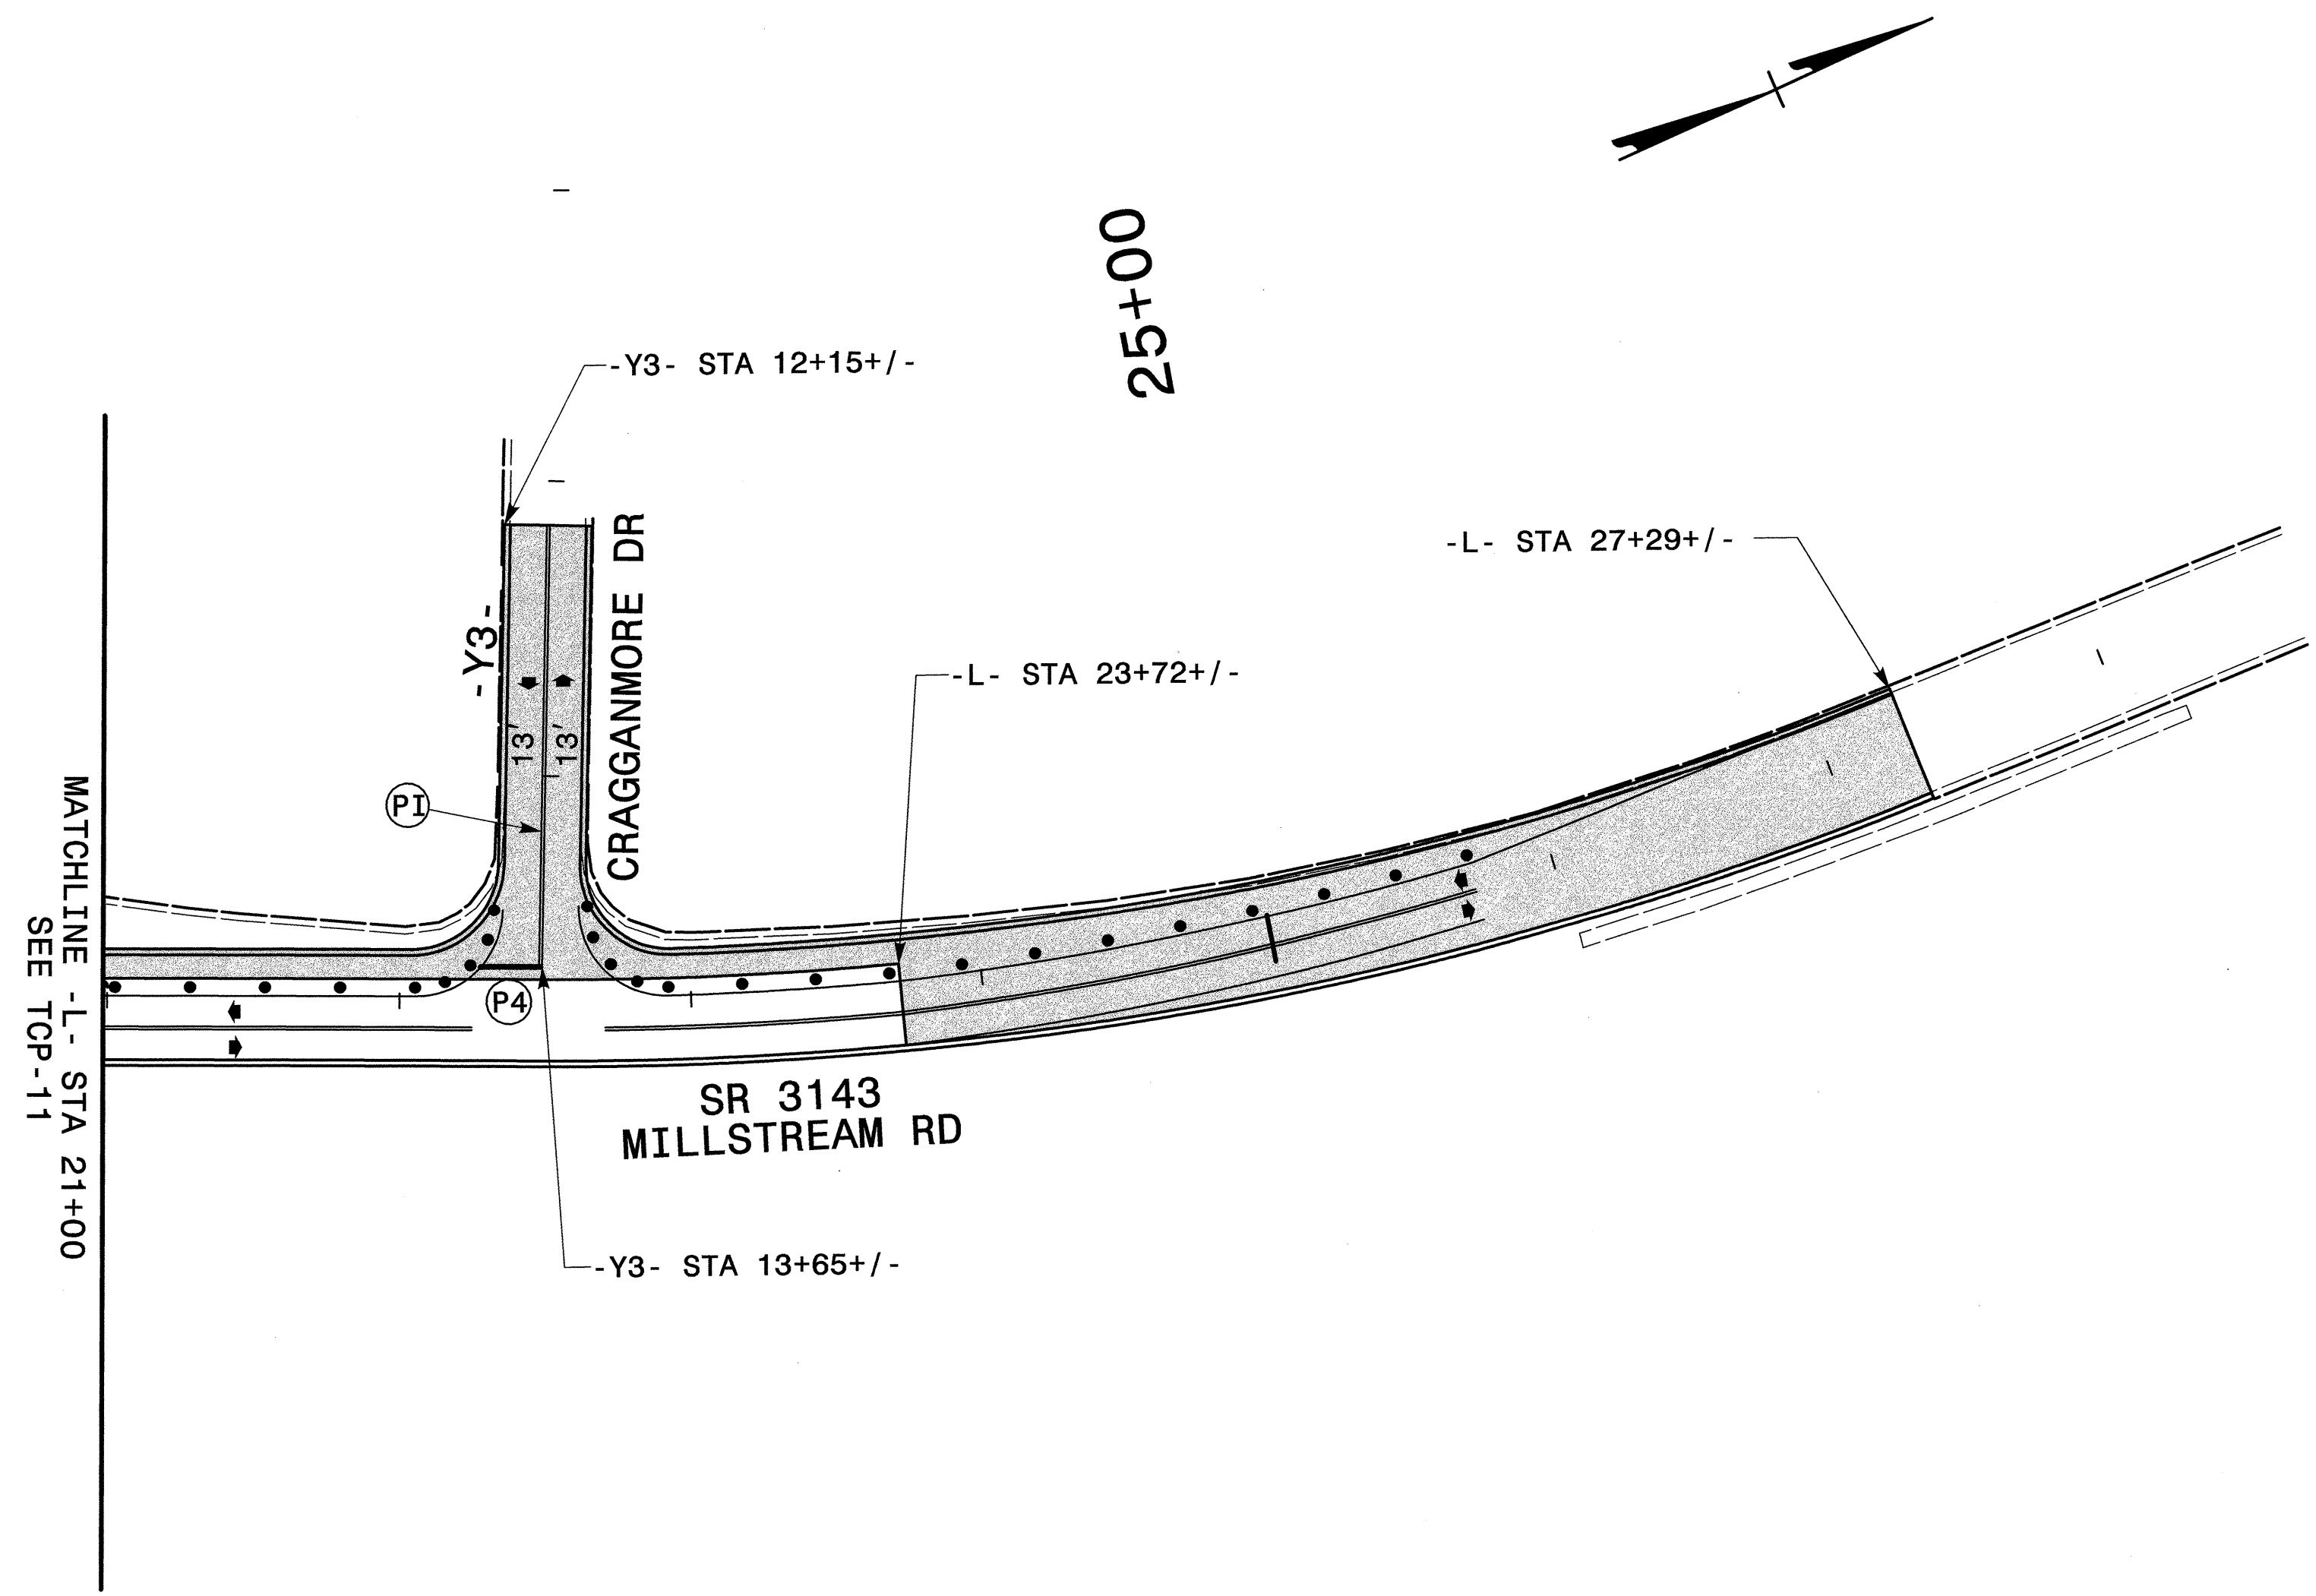 25+00
-Y3- STA 12+15+/-
-L- STA 27+29+/-
-Y3-
CRAGGANMORE DR
-L- STA 23+72+/-
13'
13'
PI
P4
MATCHLINE -L- STA 21+00
SEE TCP-11
SR 3143
MILLSTREAM RD
-Y3- STA 13+65+/-